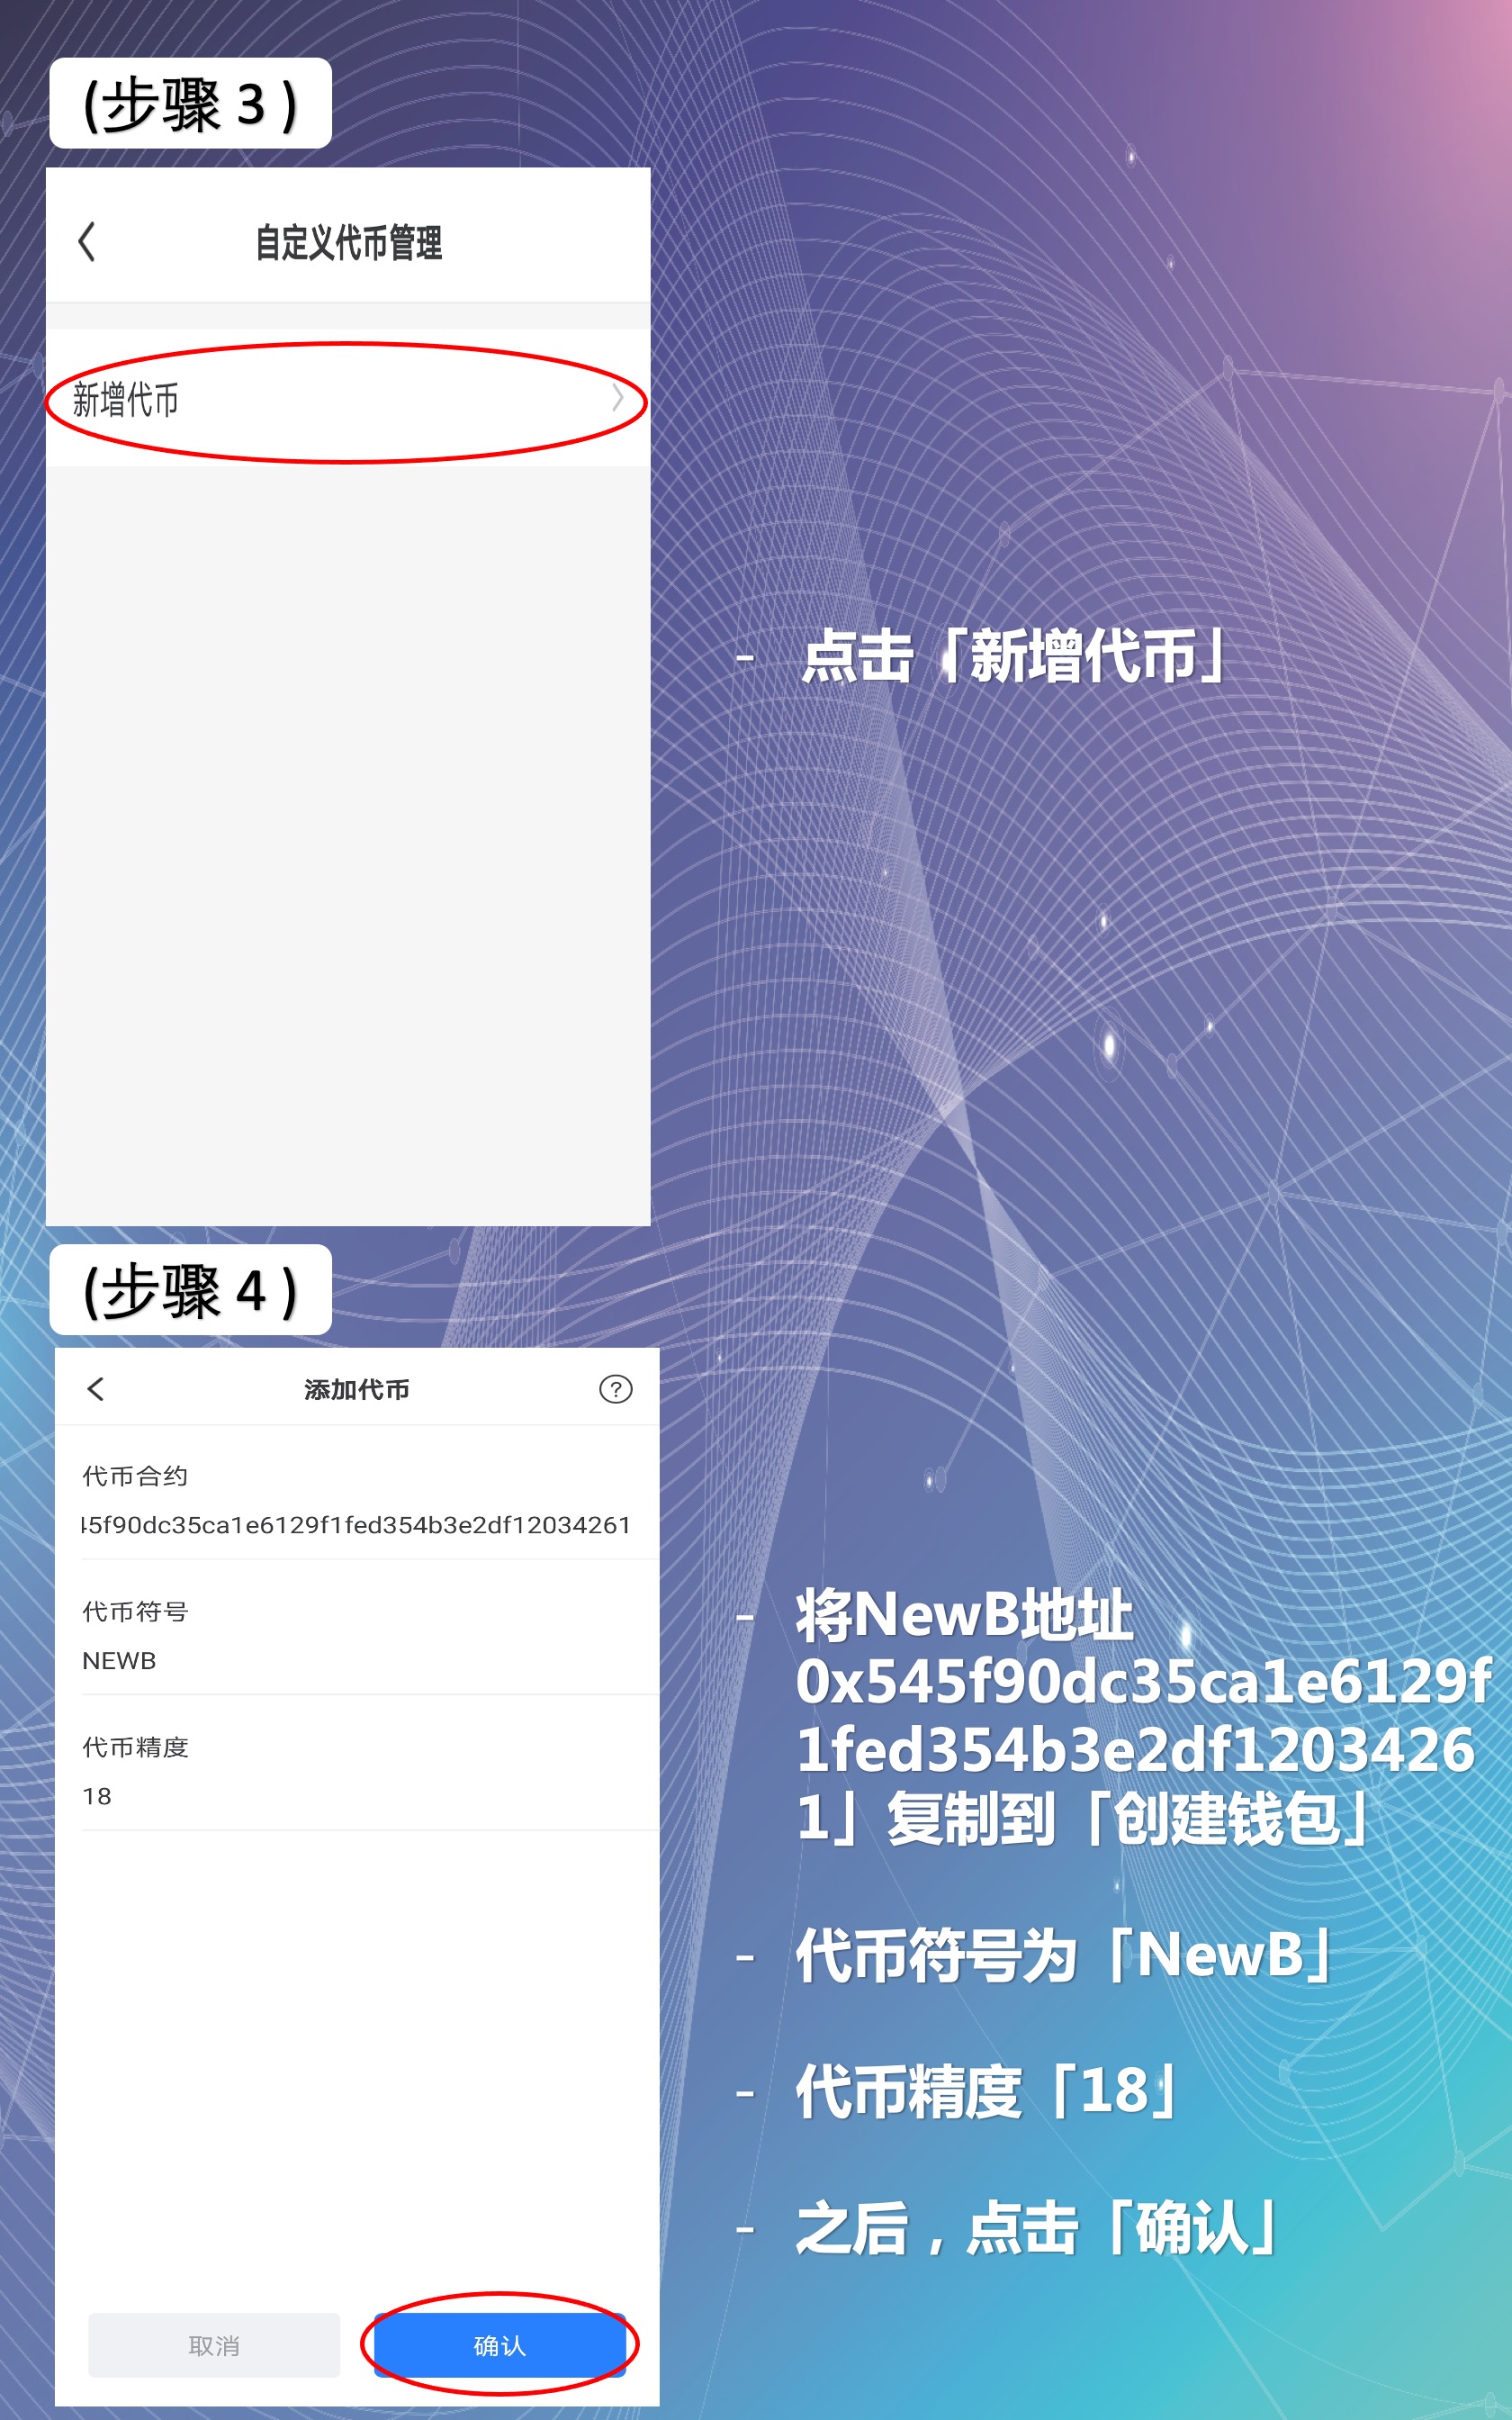 (步骤 3 )
自定义代币管理
新增代币
- 点击「新增代币」
(步骤 4 )
添加代币
?
代币合约
45f90dc35ca1e6129f1fed354b3e2df12034261
代币符号
NEWB
代币精度
18
- 将NewB地址
0x545f90dc35ca1e6129f
1fed354b3e2df1203426
1」复制到「创建钱包」
- 代币符号为「NewB」
- 代币精度「18」
- 之后，点击「确认」
取消
确认